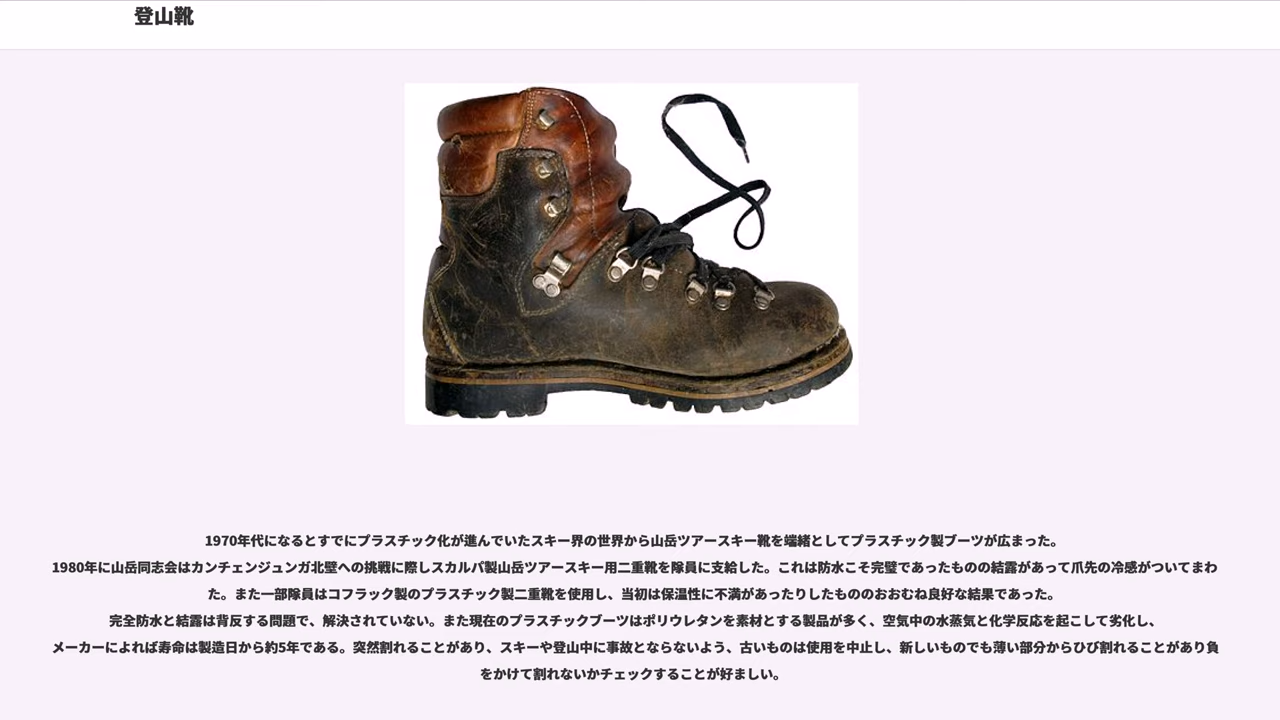 登山靴
1970年代になるとすでにプラスチック化が進んでいたスキー界の世界から山岳ツアースキー靴を端緒としてプラスチック製ブーツが広まった。
1980年に山岳同志会はカンチェンジュンガ北壁への挑戦に際しスカルパ製山岳ツアースキー用二重靴を隊員に支給した。これは防水こそ完璧であったものの結露があって爪先の冷感がついてまわ
た。また一部隊員はコフラック製のプラスチック製二重靴を使用し、当初は保温性に不満があったりしたもののおおむね良好な結果であった。
完全防水と結露は背反する問題で、解決されていない。また現在のプラスチックブーツはポリウレタンを素材とする製品が多く、空気中の水蒸気と化学反応を起こして劣化し、
メーカーによれば寿命は製造日から約5年である。突然割れることがあり、スキーや登山中に事故とならないよう、古いものは使用を中止し、新しいものでも薄い部分からひび割れることがあり負
をかけて割れないかチェックすることが好ましい。